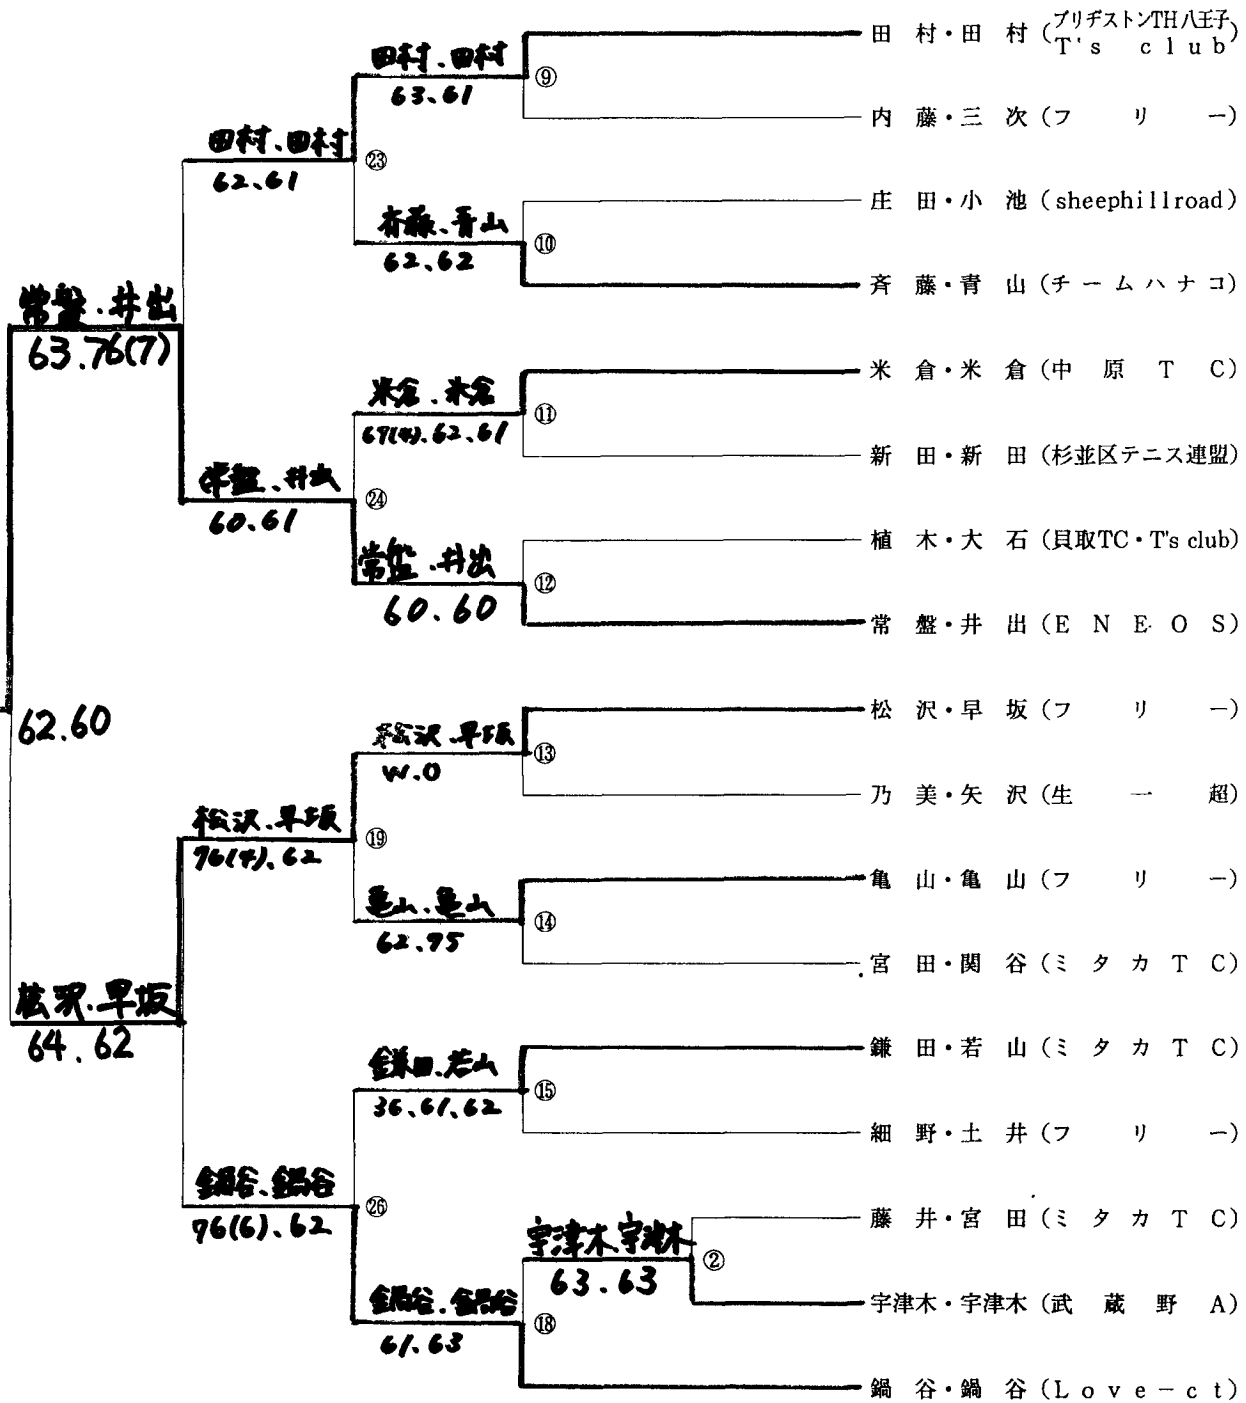 田村・田村 (ブリヂストンTH八王子
T's club)
田村、田村
63.61
⑨
内藤・三次 (フリー)
田村、田村
62.61
㉓
庄田・小池 (sheephillroad)
斉藤、青山
62.62
⑩
斉藤・青山 (チームハナコ)
常盤・井出
63.76(7)
米倉・米倉 (中原TC)
米倉、米倉
67(4).62.61
⑪
新田・新田 (杉並区テニス連盟)
常盤、井出
60.61
㉔
植木・大石 (貝取TC・T's club)
常盤・井出
60.60
⑫
常盤・井出 (ENEOS)
62.60
松沢・早坂 (フリー)
松沢、早坂
W.O
⑬
乃美・矢沢 (生一超)
松沢、早坂
76(4)、62
⑲
亀山・亀山 (フリー)
亀山、亀山
62.75
⑭
宮田・関谷 (ミタカTC)
松沢・早坂
64.62
鎌田・若山 (ミタカTC)
鎌田、若山
36、61、62
⑮
細野・土井 (フリー)
鍋谷、鍋谷
76(6)、62
㉖
藤井・宮田 (ミタカTC)
宇津木、宇津木
63.63
②
宇津木・宇津木 (武蔵野A)
鍋谷、鍋谷
61.63
⑱
鍋谷・鍋谷 (Love-ct)